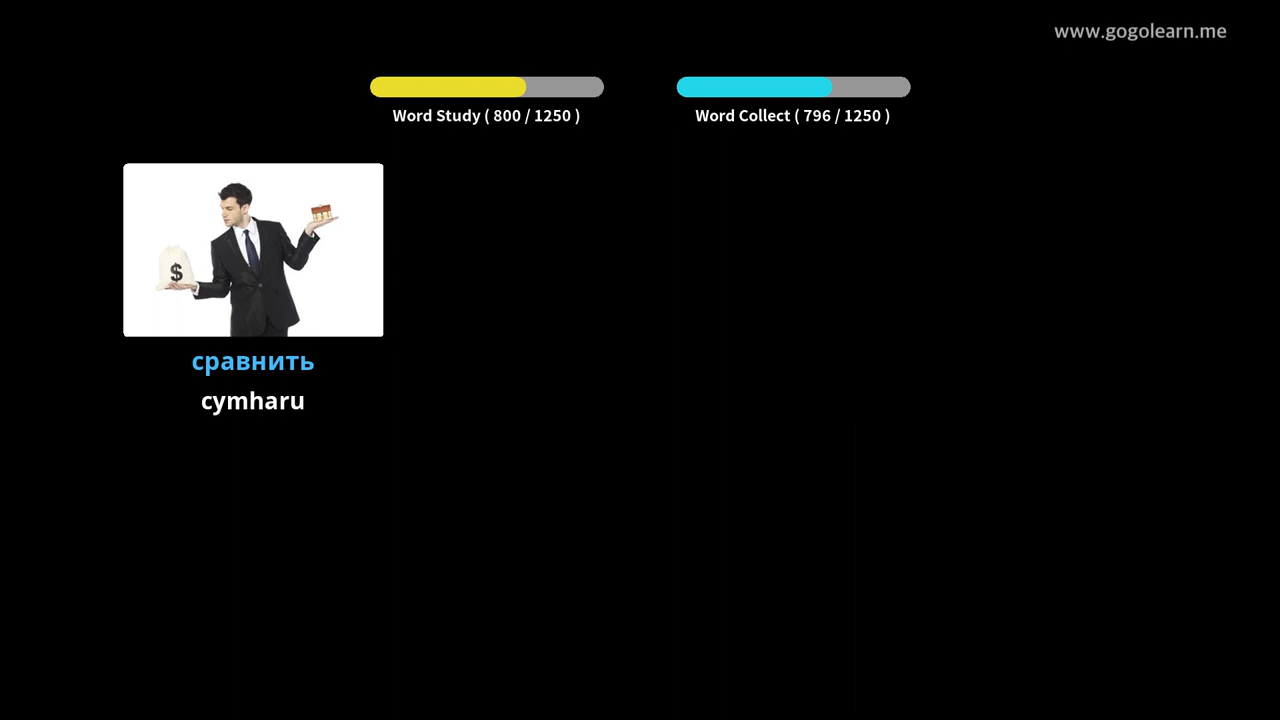 www.gogolearn.me
Word Study ( 800 / 1250 )
Word Collect ( 796 / 1250 )
$
сравнить
cymharu